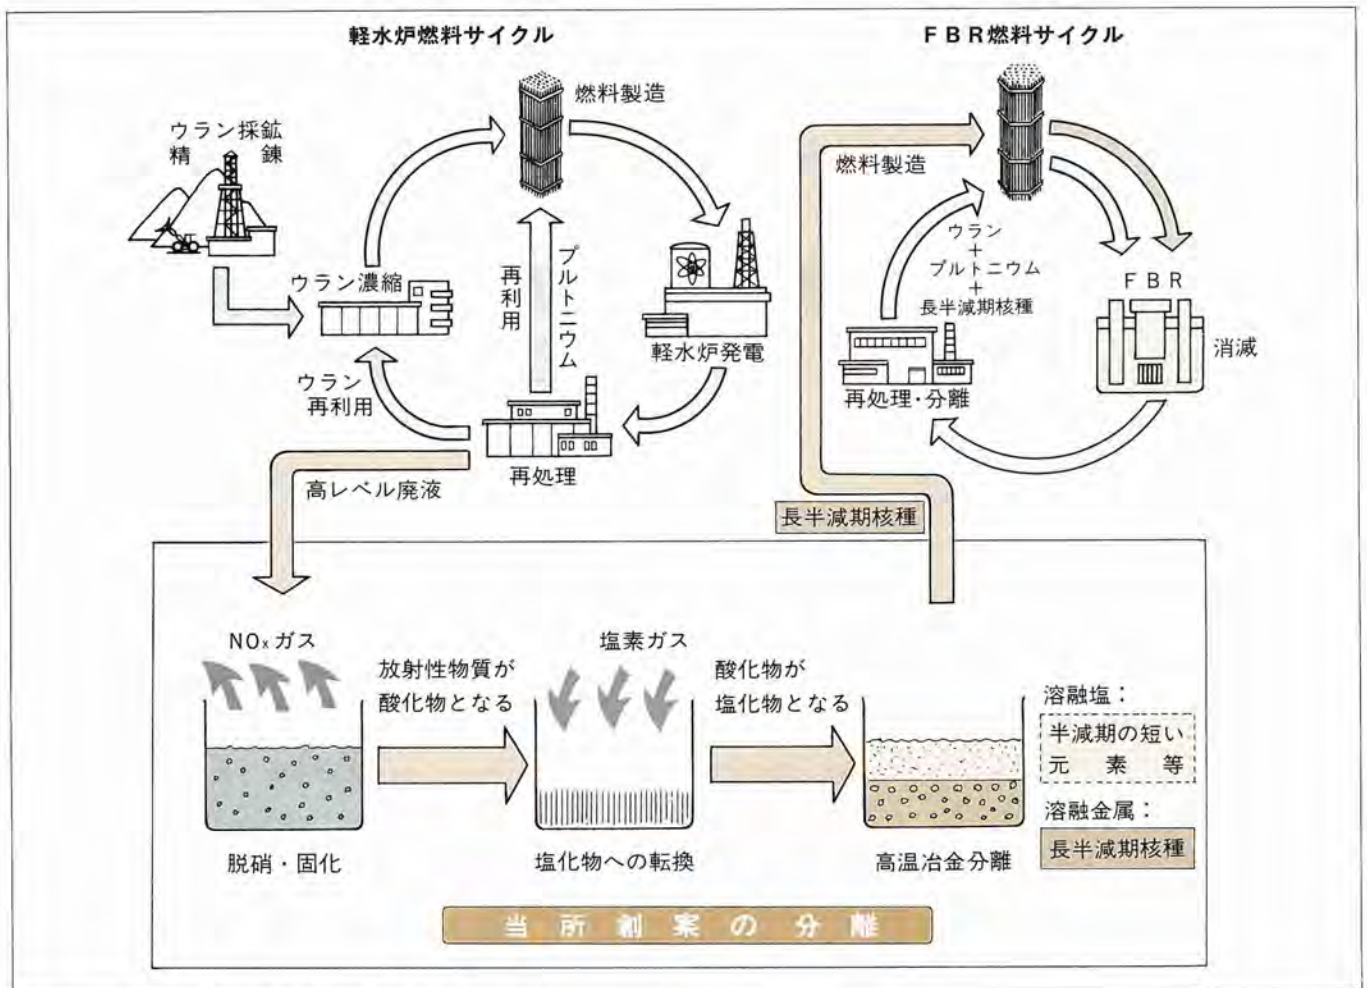 軽水炉燃料サイクル
FBR燃料サイクル
燃料製造
ウラン採鉱
精錬
ウラン濃縮
プルトニウム
再利用
軽水炉発電
ウラン
再利用
再処理
高レベル廃液
燃料製造
ウラン
+
プルトニウム
+
長半減期核種
FBR
消滅
再処理・分離
長半減期核種
NOxガス
放射性物質が
酸化物となる
塩素ガス
酸化物が
塩化物となる
溶融塩：
半減期の短い
元素等
溶融金属：
長半減期核種
脱硝・固化
塩化物への転換
高温冶金分離
当所創案の分離